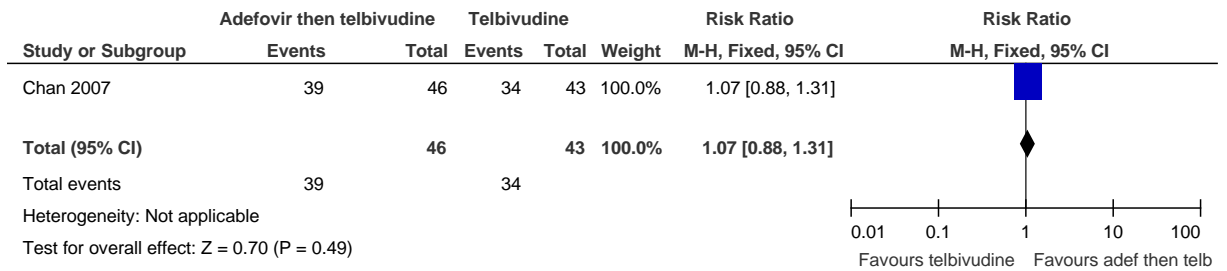 Adefovir then telbivudine Telbivudine Risk Ratio Risk Ratio
Study or Subgroup Events Total Events Total Weight M-H, Fixed, 95% CI M-H, Fixed, 95% CI
Chan 2007 39 46 34 43 100.0% 1.07 [0.88, 1.31]
Total (95% CI) 46 43 100.0% 1.07 [0.88, 1.31]
Total events 39 34
Heterogeneity: Not applicable
Test for overall effect: Z = 0.70 (P = 0.49)
0.01 0.1 1 10 100
Favours telbivudine Favours adef then telb